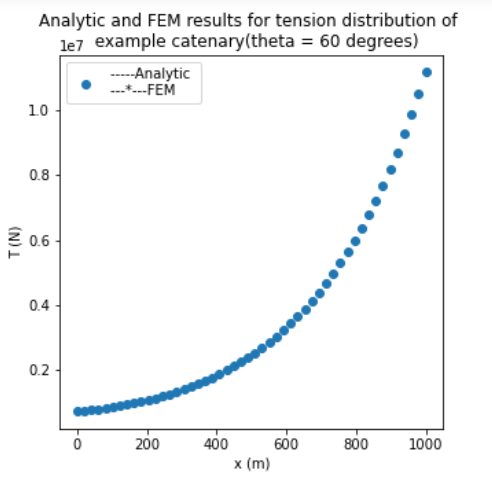 Analytic and FEM results for tension distribution of
example catenary(theta = 60 degrees)
1e7
-----Analytic
---*---FEM
1.0
0.8
0.6
0.4
0.2
T (N)
0 200 400 600 800 1000
x (m)